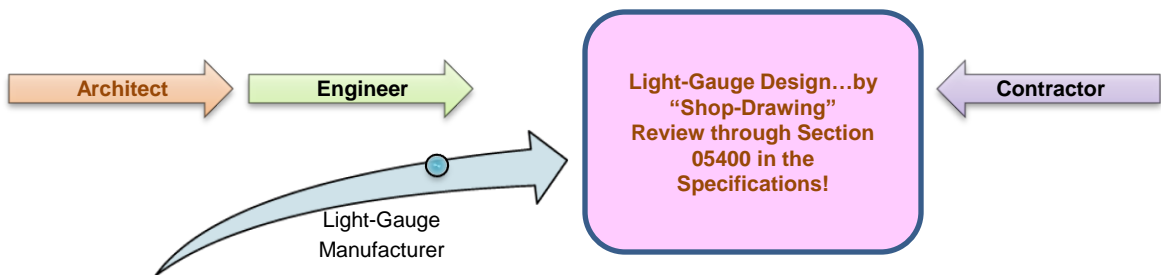 Architect
Engineer
Light-Gauge Design…by
“Shop-Drawing”
Review through Section
05400 in the
Specifications!
Contractor
Light-Gauge
Manufacturer